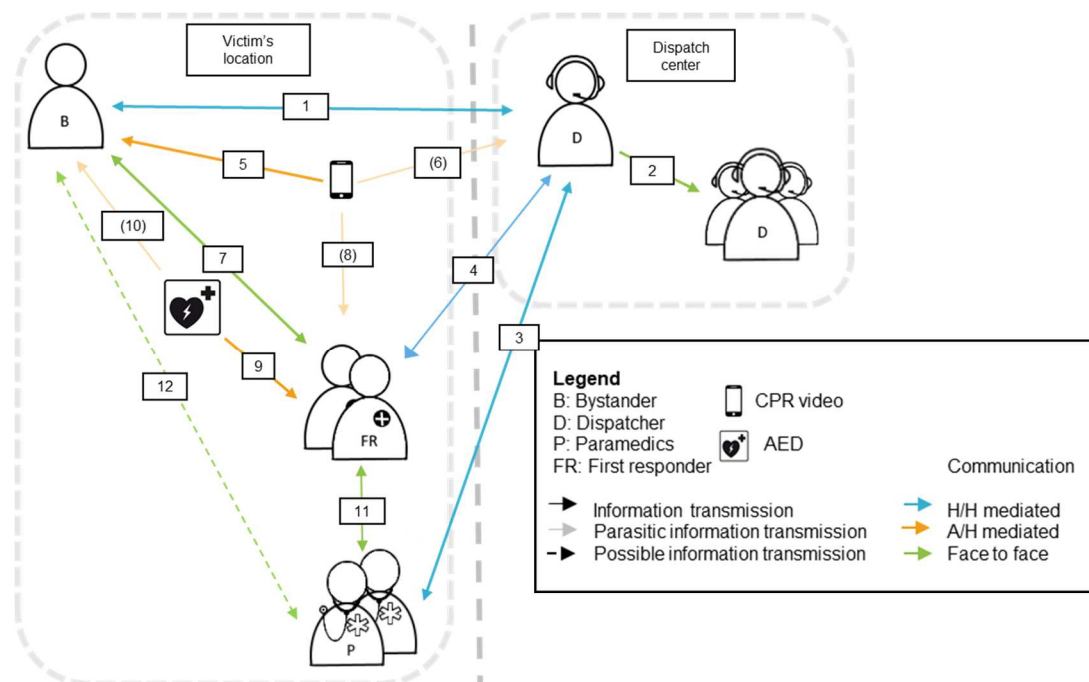 Victim's
location
Dispatch
center
B
1
D
2
D
5
(6)
(10)
7
(8)
4
3
9
12
FR
11
P
Legend
B: Bystander
D: Dispatcher
P: Paramedics
FR: First responder
CPR video
AED
Communication
Information transmission
Parasitic information transmission
Possible information transmission
H/H mediated
A/H mediated
Face to face